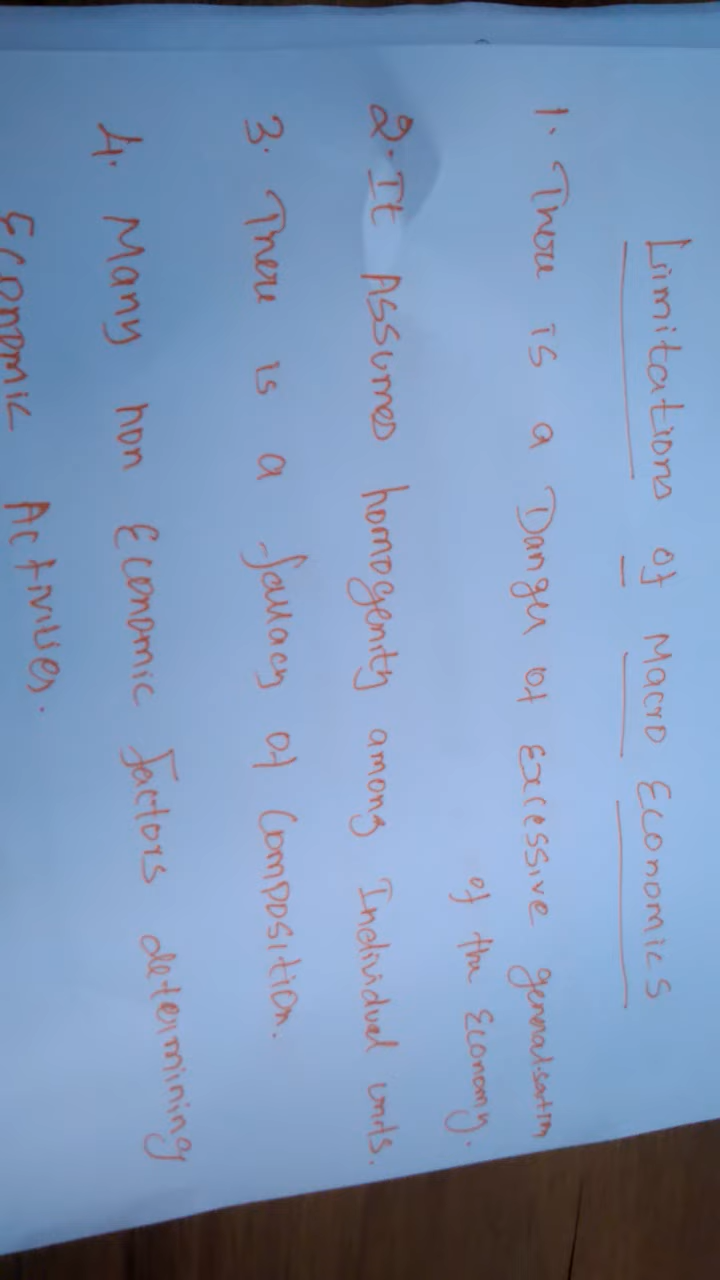 Limitations of Macro Economics
1. There is a Danger of Excessive generalisation
of the Economy.
2. It Assumes homogenity among Individual units.
3. There is a fallacy of Composition.
4. Many non Economic factors determining
Economic Activities.